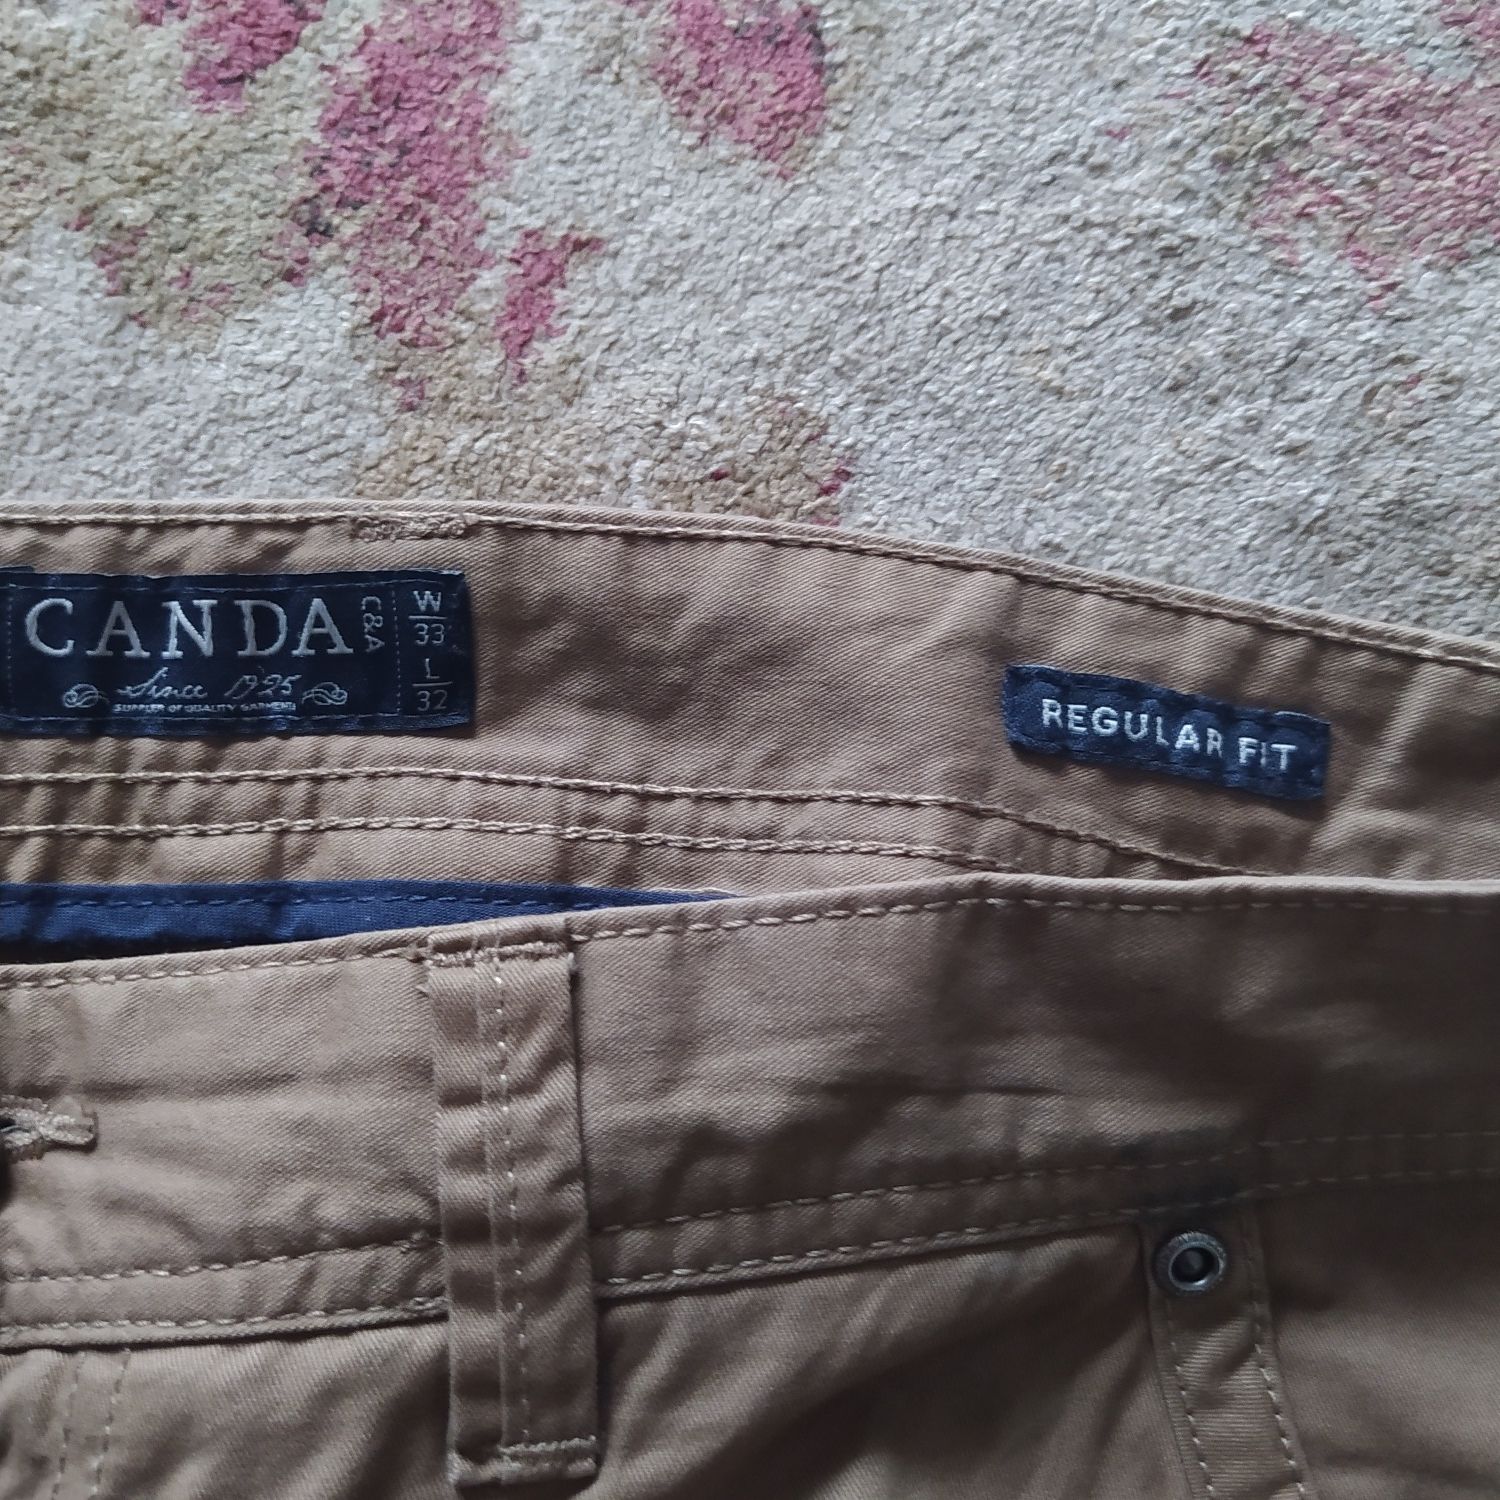 CANDA
C&A
Since 1925
SUPPLIER OF QUALITY GARMENTS
W
33
L
32
REGULAR FIT